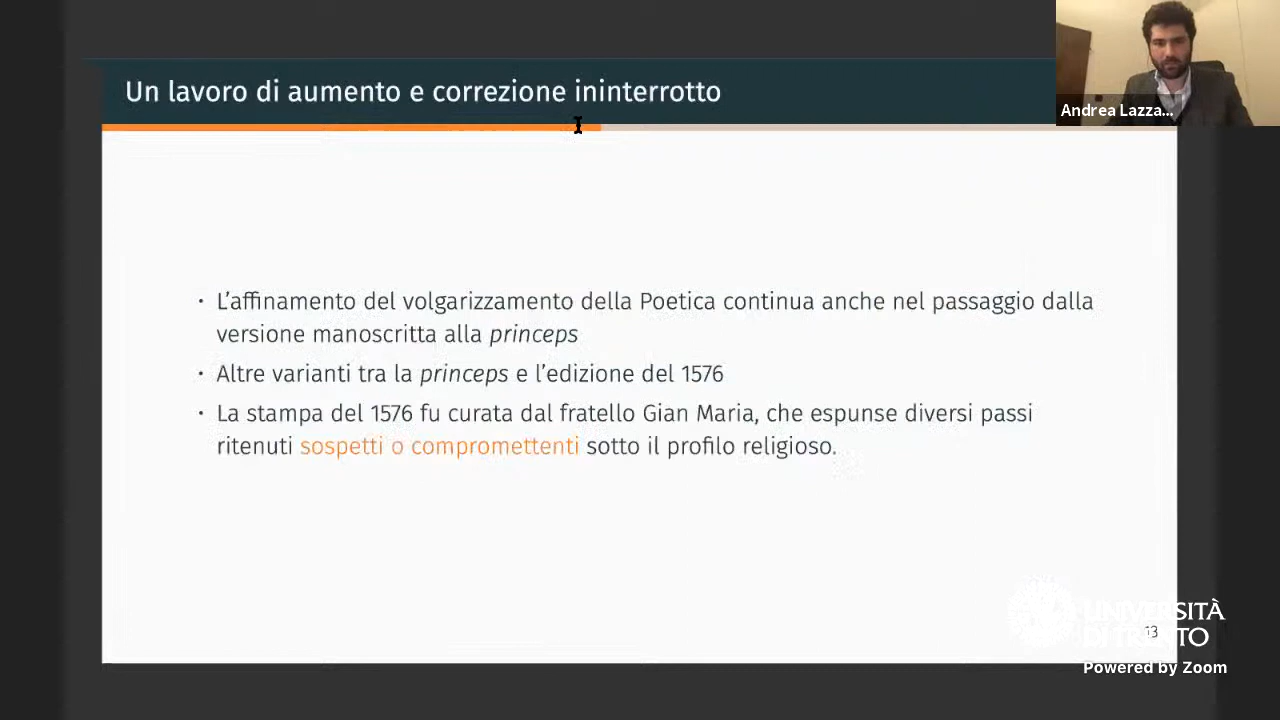 Un lavoro di aumento e correzione ininterrotto
Andrea Lazza...
• L'affinamento del volgarizzamento della Poetica continua anche nel passaggio dalla
versione manoscritta alla princeps
• Altre varianti tra la princeps e l'edizione del 1576
• La stampa del 1576 fu curata dal fratello Gian Maria, che espunse diversi passi
ritenuti sospetti o compromettenti sotto il profilo religioso.
UNIVERSITÀ
DI TRENTO
13
Powered by Zoom